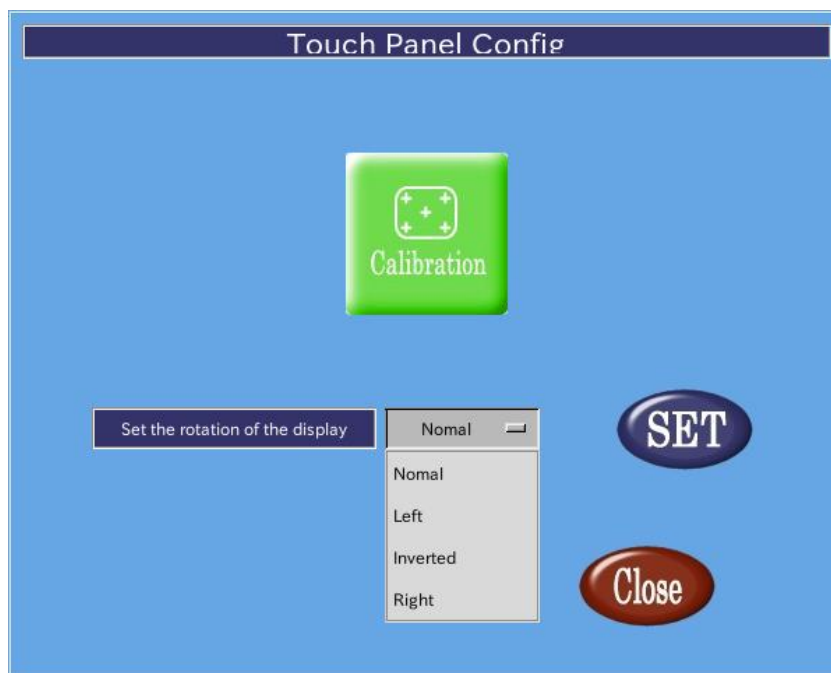 Touch Panel Config
Calibration
Set the rotation of the display
Nomal
SET
Nomal
Left
Inverted
Right
Close